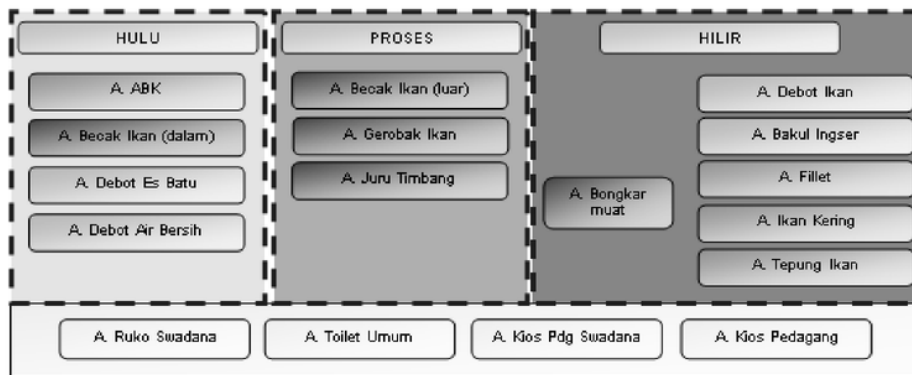 HULU
A. ABK
A. Becak Ikan (dalam)
A. Debot Es Batu
A. Debot Air Bersih
PROSES
A. Becak Ikan (luar)
A. Gerobak Ikan
A. Juru Timbang
HILIR
A. Bongkar
muat
A. Debot Ikan
A. Bakul Ingser
A. Fillet
A. Ikan Kering
A. Tepung Ikan
A. Ruko Swadana
A. Toilet Umum
A. Kios Pdg Swadana
A. Kios Pedagang